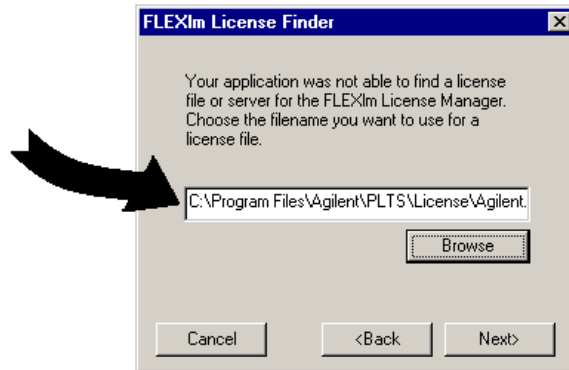 FLEXlm License Finder
Your application was not able to find a license
file or server for the FLEXlm License Manager.
Choose the filename you want to use for a
license file.
C:\Program Files\Agilent\PLTS\License\Agilent.
Browse
Cancel
<Back
Next>